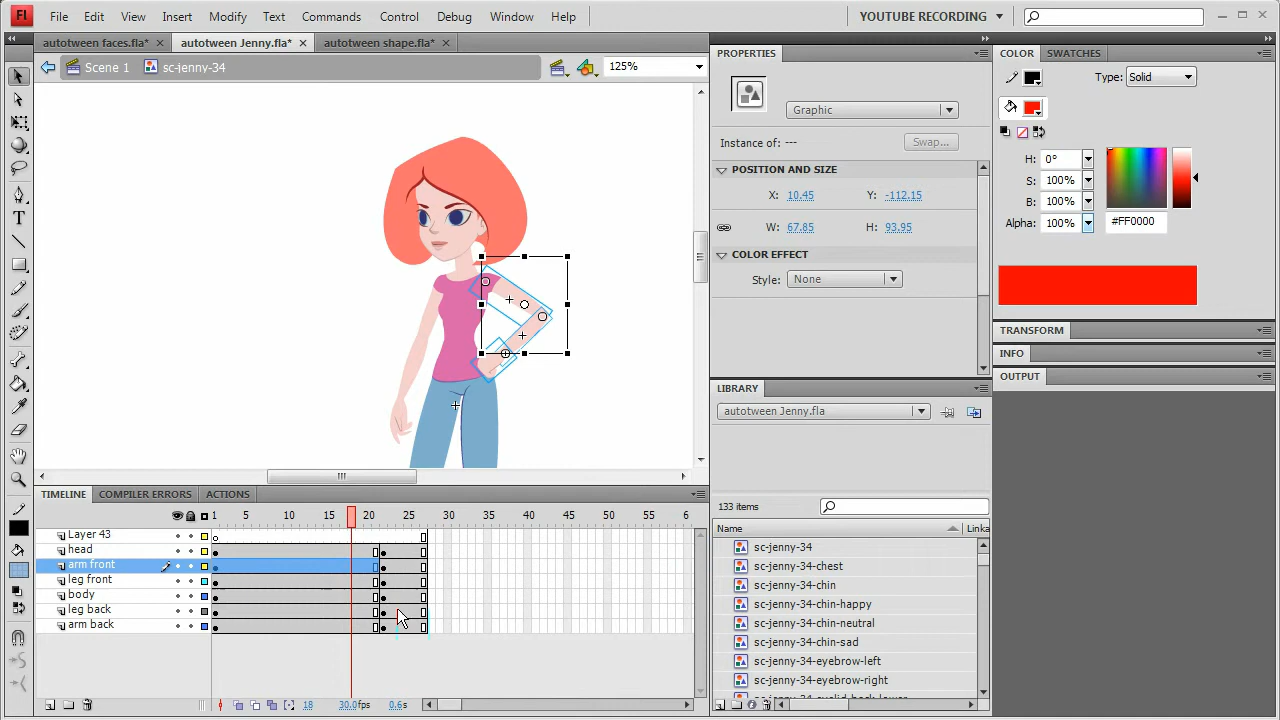 Fl File Edit View Insert Modify Text Commands Control Debug Window Help YOUTUBE RECORDING
autotween faces.fla* autotween Jenny.fla* autotween shape.fla*
Scene 1 sc-jenny-34 125%
PROPERTIES
Graphic
Instance of: --- Swap...
POSITION AND SIZE
X: 10.45 Y: -112.15
W: 67.85 H: 93.95
COLOR EFFECT
Style: None
COLOR SWATCHES
Type: Solid
H: 0°
S: 100%
B: 100%
Alpha: 100% #FF0000
TRANSFORM
INFO
OUTPUT
LIBRARY
autotween Jenny.fla
133 items
Name Linka
sc-jenny-34
sc-jenny-34-chest
sc-jenny-34-chin
sc-jenny-34-chin-happy
sc-jenny-34-chin-neutral
sc-jenny-34-chin-sad
sc-jenny-34-eyebrow-left
sc-jenny-34-eyebrow-right
sc-jenny-34-eyelid-back-lower
TIMELINE COMPILER ERRORS ACTIONS
1 5 10 15 20 25 30 35 40 45 50 55 6
Layer 43
head
arm front
leg front
body
leg back
arm back
18 30.0fps 0.6s